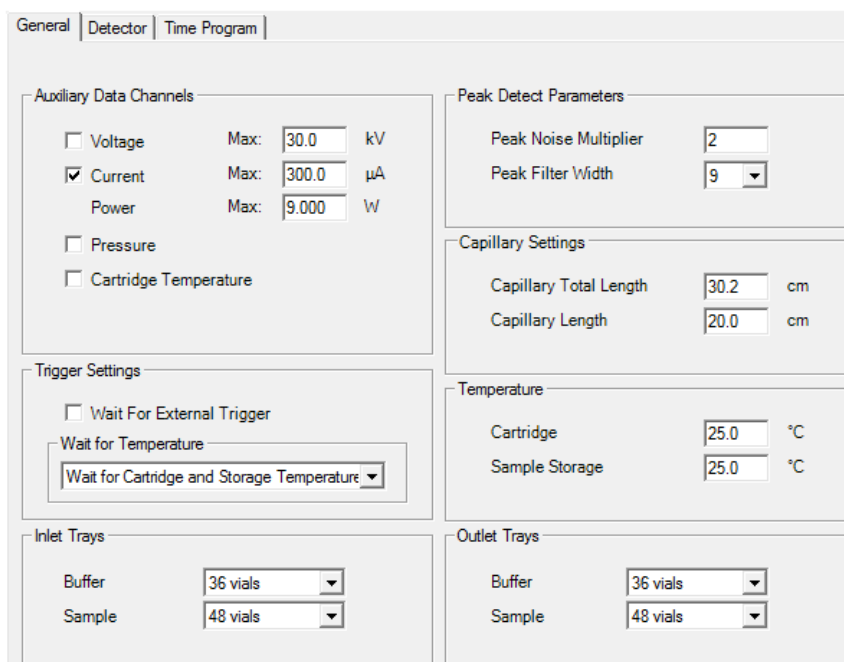 General Detector Time Program
Auxiliary Data Channels
Voltage Max: 30.0 kV
Current Max: 300.0 µA
Power Max: 9.000 W
Pressure
Cartridge Temperature
Peak Detect Parameters
Peak Noise Multiplier 2
Peak Filter Width 9
Capillary Settings
Capillary Total Length 30.2 cm
Capillary Length 20.0 cm
Trigger Settings
Wait For External Trigger
Wait for Temperature
Wait for Cartridge and Storage Temperature
Temperature
Cartridge 25.0 °C
Sample Storage 25.0 °C
Inlet Trays
Buffer 36 vials
Sample 48 vials
Outlet Trays
Buffer 36 vials
Sample 48 vials